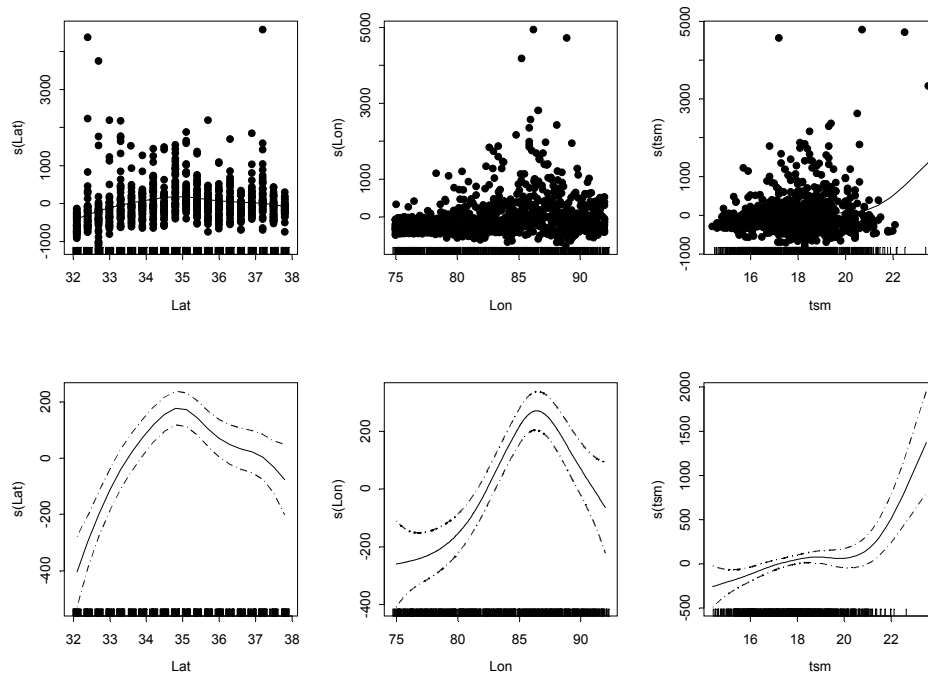 s(Lat)
-1000 0 1000 3000
32 33 34 35 36 37 38
Lat
s(Lon)
0 1000 3000 5000
75 80 85 90
Lon
s(tsm)
-1000 0 1000 3000 5000
16 18 20 22
tsm
s(Lat)
400 200 0 200
32 33 34 35 36 37 38
Lat
s(Lon)
-400 200 0 200
75 80 85 90
Lon
s(tsm)
-500 0 500 1000 1500 2000
16 18 20 22
tsm